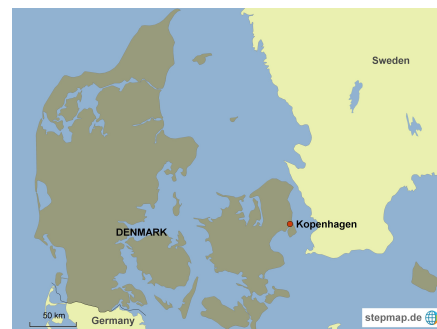 Sweden
Kopenhagen
DENMARK
50 km
Germany
stepmap.de